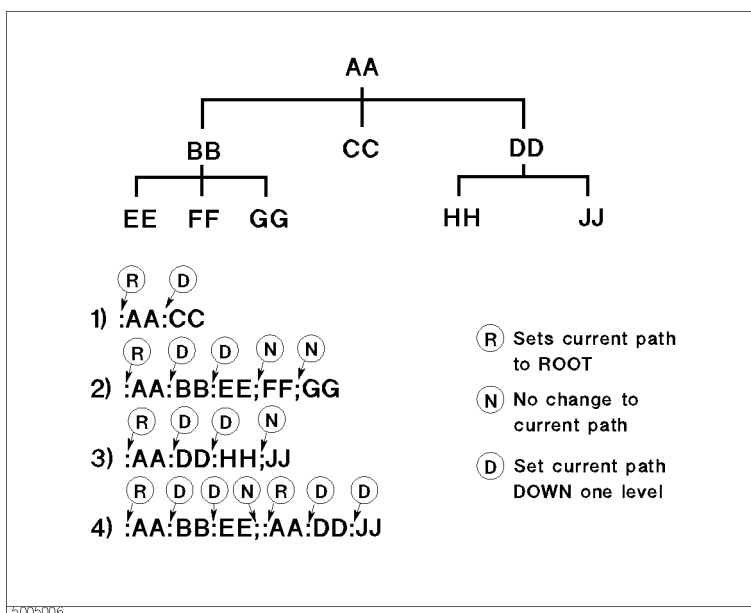 AA
BB CC DD
EE FF GG HH JJ
R D
1) :AA:CC
R D D N N
2) :AA:BB:EE;FF;GG
R D D N
3) :AA:DD:HH;JJ
R D D N R D D
4) :AA:BB:EE;:AA:DD:JJ
R Sets current path
to ROOT
N No change to
current path
D Set current path
DOWN one level
5005006